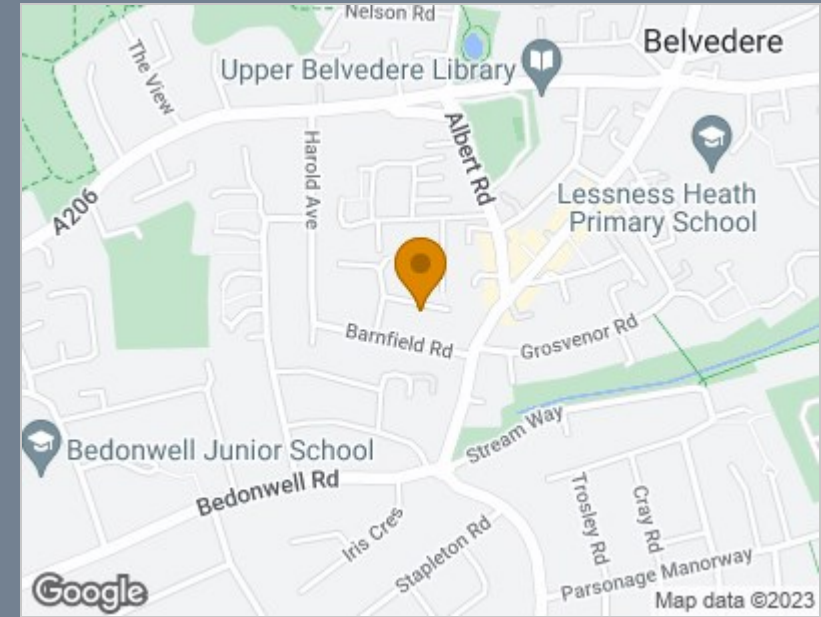 Nelson Rd
Belvedere
The View
Upper Belvedere Library
Albert Rd
Harold Ave
Lessness Heath
Primary School
A206
Barnfield Rd
Grosvenor Rd
Bedonwell Junior School
Stream Way
Bedonwell Rd
Trosley Rd
Cray Rd
Iris Cres
Stapleton Rd
Parsonage Manorway
Google
Map data ©2023